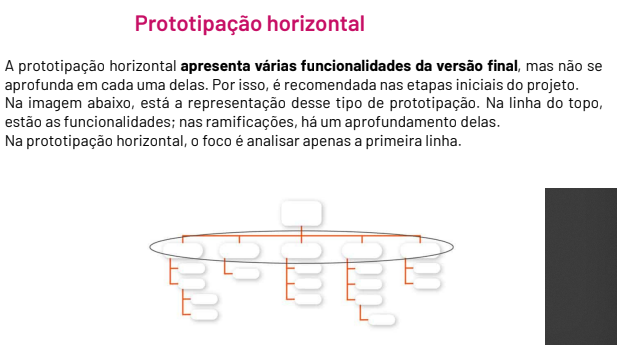 Prototipação horizontal
A prototipação horizontal apresenta várias funcionalidades da versão final, mas não se
aprofunda em cada uma delas. Por isso, é recomendada nas etapas iniciais do projeto.
Na imagem abaixo, está a representação desse tipo de prototipação. Na linha do topo,
estão as funcionalidades; nas ramificações, há um aprofundamento delas.
Na prototipação horizontal, o foco é analisar apenas a primeira linha.